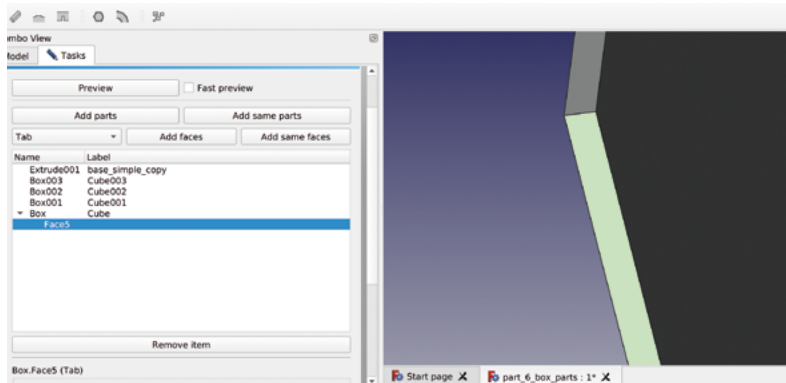 ombo View
Model
Tasks
Preview
Fast preview
Add parts
Add same parts
Tab
Add faces
Add same faces
Name Label
Extrude001 base_simple_copy
Box003 Cube003
Box002 Cube002
Box001 Cube001
Box Cube
Face5
Remove item
Box.Face5 (Tab)
Start page
part_6_box_parts : 1*